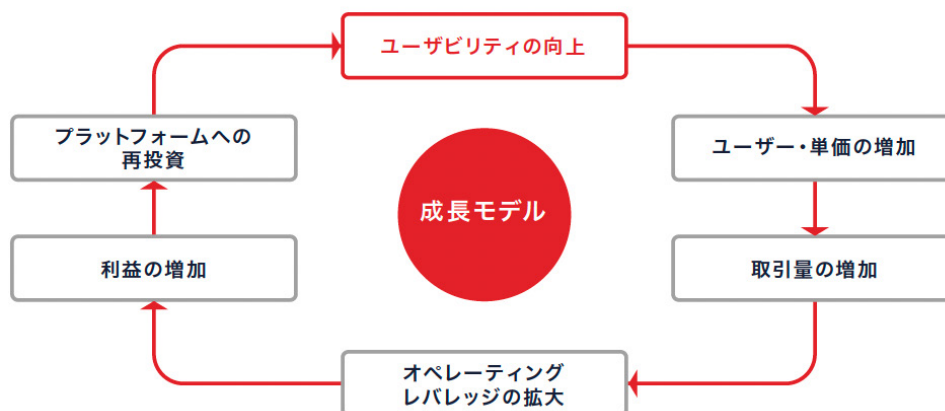 ユーザビリティの向上
プラットフォームへの
再投資
ユーザー・単価の増加
成長モデル
利益の増加
取引量の増加
オペレーティング
レバレッジの拡大